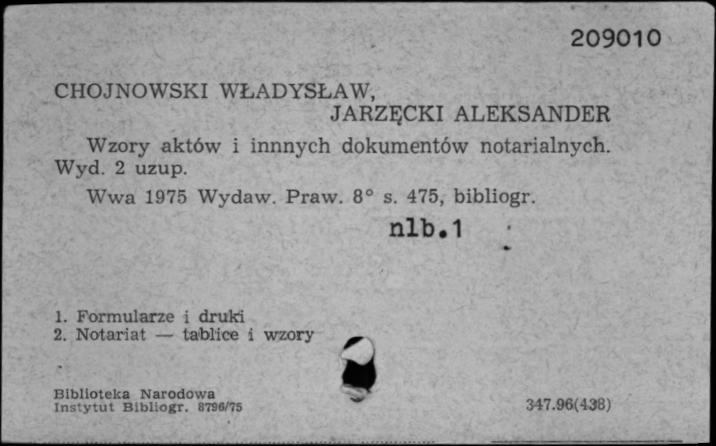 209010
CHOJNOWSKI WŁADYSŁAW,
JARZĘCKI ALEKSANDER
Wzory aktów i innnych dokumentów notarialnych.
Wyd. 2 uzup.
Wwa 1975 Wydaw. Praw. 8° s. 475, bibliogr.
nlb.1
1. Formularze i druki
2. Notariat — tablice i wzory
Biblioteka Narodowa
Instytut Bibliogr. 8796/75
347.96(438)